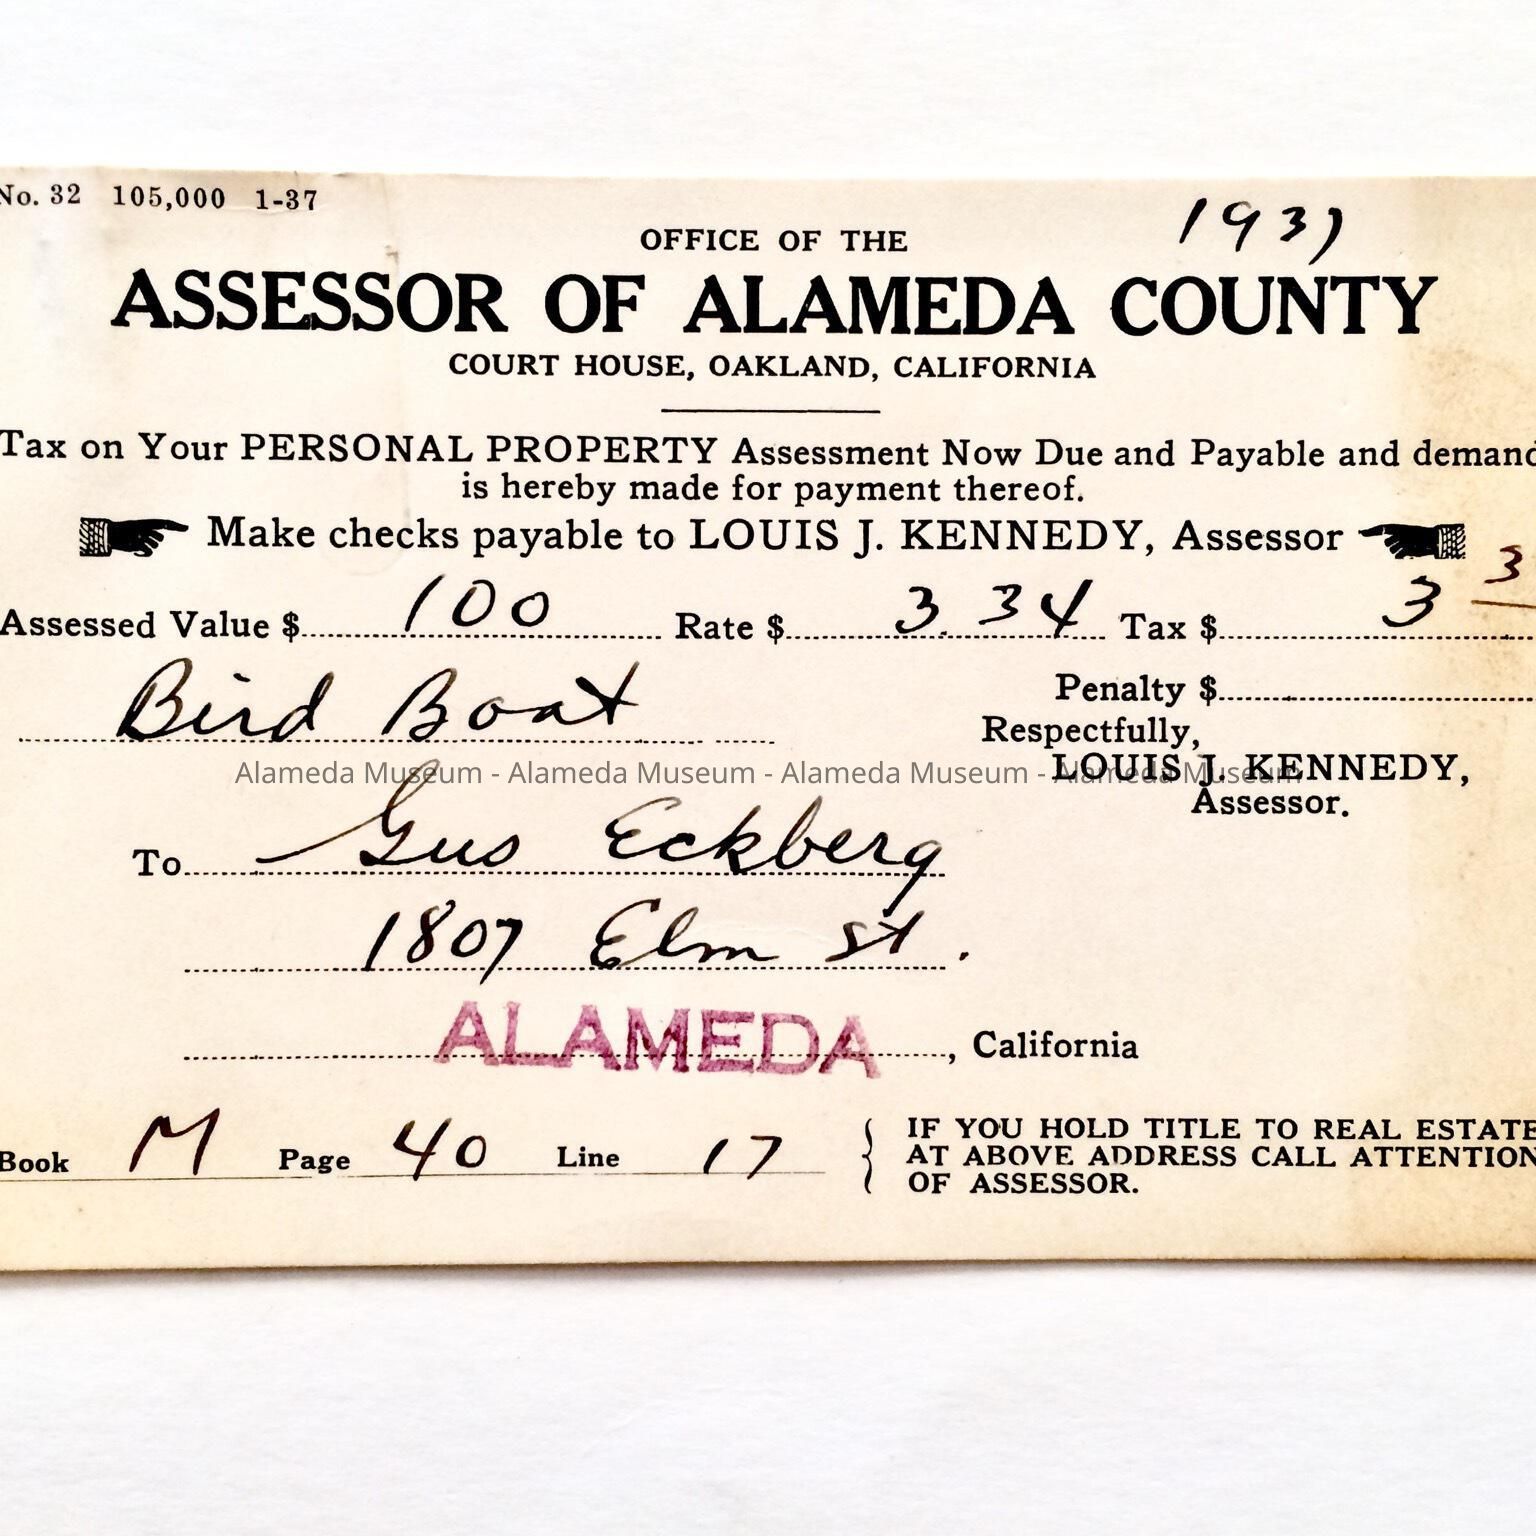 No. 32 105,000 1-37
1937
OFFICE OF THE
ASSESSOR OF ALAMEDA COUNTY
COURT HOUSE, OAKLAND, CALIFORNIA
Tax on Your PERSONAL PROPERTY Assessment Now Due and Payable and demand
is hereby made for payment thereof.
Make checks payable to LOUIS J. KENNEDY, Assessor
Assessed Value $ 100 Rate $ 3.34 Tax $ 3 3
Bird Boat
Penalty $
Respectfully,
LOUIS J. KENNEDY,
Assessor.
Alameda Museum - Alameda Museum - Alameda Museum - Alameda Museum
To Gus Eckberg
1807 Elm St.
ALAMEDA, California
Book M Page 40 Line 17
IF YOU HOLD TITLE TO REAL ESTATE
AT ABOVE ADDRESS CALL ATTENTION
OF ASSESSOR.